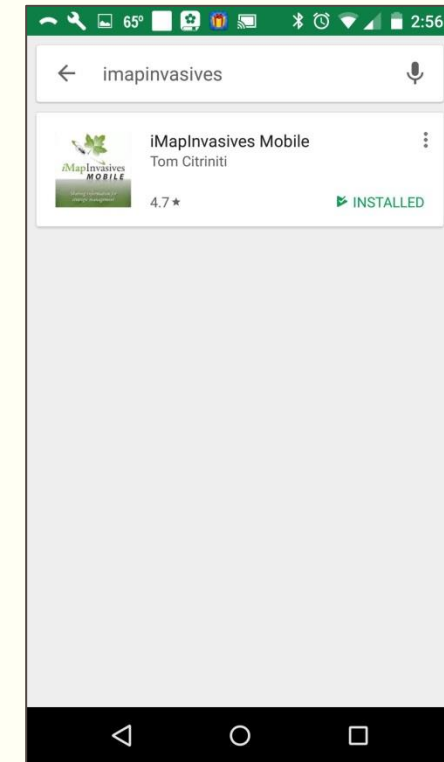 65° 2:56
imapinvasives
iMapInvasives
MOBILE
iMapInvasives Mobile
Tom Citriniti
4.7★
INSTALLED